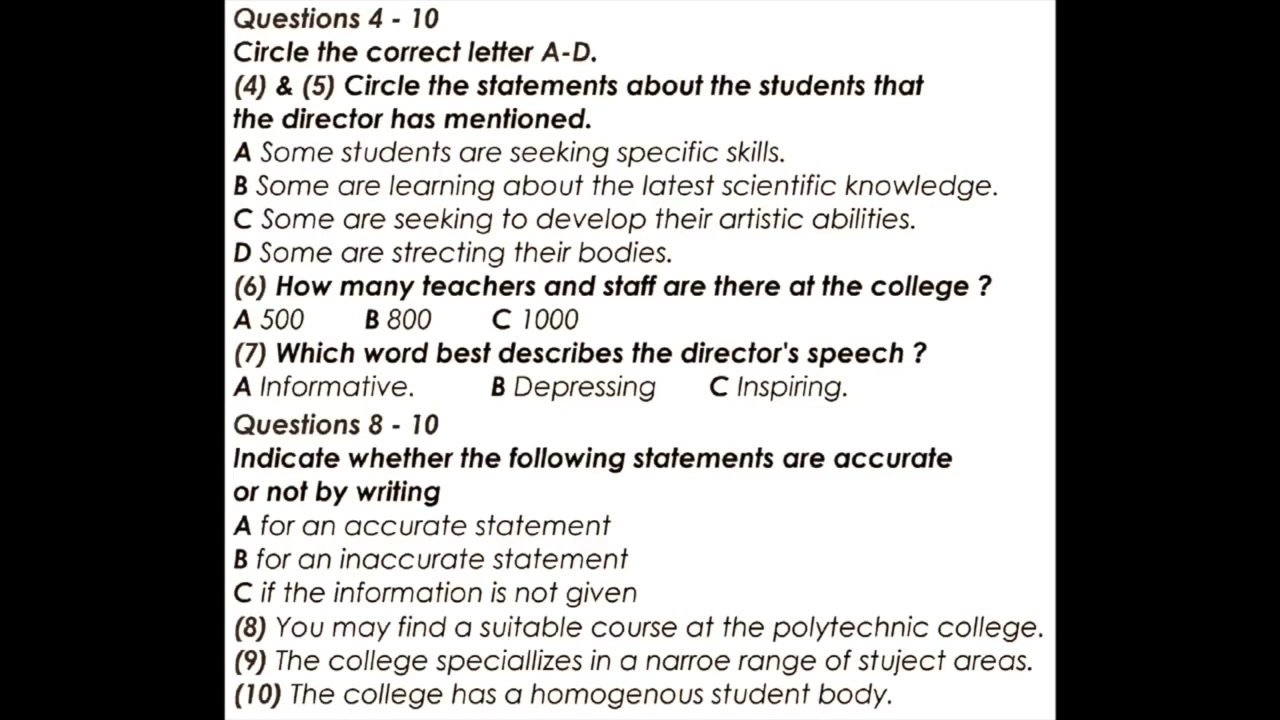 Questions 4 - 10
Circle the correct letter A-D.
(4) & (5) Circle the statements about the students that
the director has mentioned.
A Some students are seeking specific skills.
B Some are learning about the latest scientific knowledge.
C Some are seeking to develop their artistic abilities.
D Some are strecting their bodies.
(6) How many teachers and staff are there at the college ?
A 500 B 800 C 1000
(7) Which word best describes the director's speech ?
A Informative. B Depressing C Inspiring.
Questions 8 - 10
Indicate whether the following statements are accurate
or not by writing
A for an accurate statement
B for an inaccurate statement
C if the information is not given
(8) You may find a suitable course at the polytechnic college.
(9) The college speciallizes in a narroe range of stuject areas.
(10) The college has a homogenous student body.